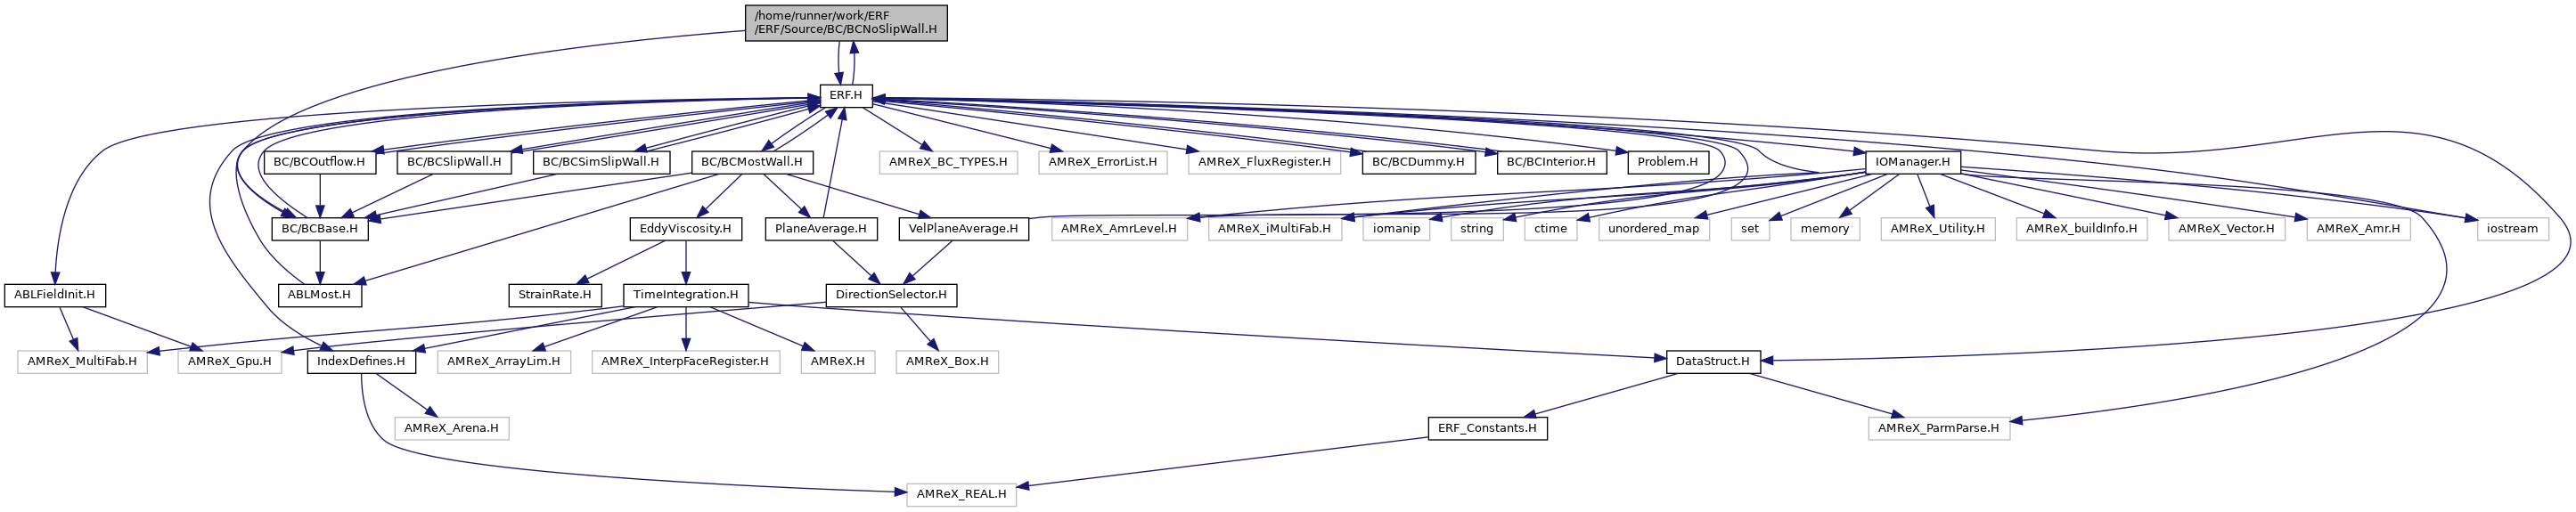 /home/runner/work/ERF
/ERF/Source/BC/BCNoSlipWall.H
ERF.H
BC/BCOutflow.H
BC/BCSlipWall.H
BC/BCSimSlipWall.H
BC/BCMostWall.H
AMReX_BC_TYPES.H
AMReX_ErrorList.H
AMReX_FluxRegister.H
BC/BCDummy.H
BC/BCInterior.H
Problem.H
IOManager.H
BC/BCBase.H
EddyViscosity.H
PlaneAverage.H
VelPlaneAverage.H
AMReX_AmrLevel.H
AMReX_iMultiFab.H
iomanip
string
ctime
unordered_map
set
memory
AMReX_Utility.H
AMReX_buildInfo.H
AMReX_Vector.H
AMReX_Amr.H
iostream
ABLFieldInit.H
ABLMost.H
StrainRate.H
TimeIntegration.H
DirectionSelector.H
AMReX_MultiFab.H
AMReX_Gpu.H
IndexDefines.H
AMReX_ArrayLim.H
AMReX_InterpFaceRegister.H
AMReX.H
AMReX_Box.H
DataStruct.H
AMReX_Arena.H
ERF_Constants.H
AMReX_ParmParse.H
AMReX_REAL.H